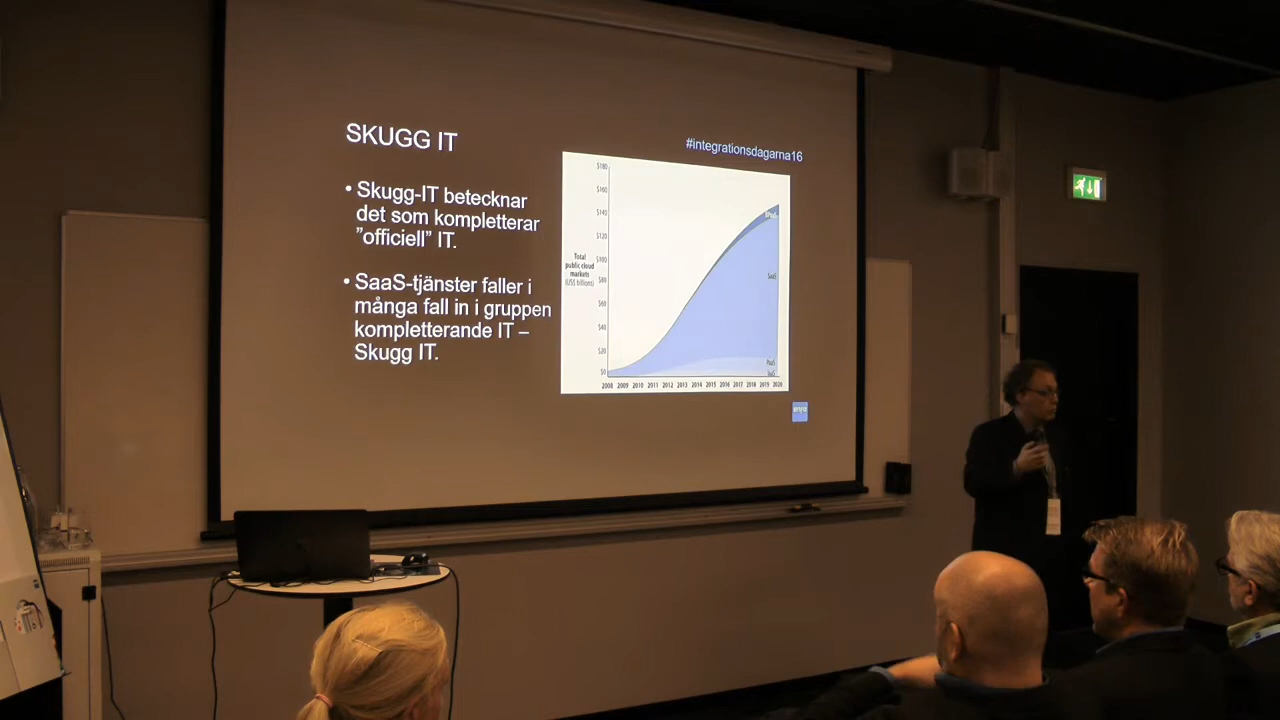 SKUGG IT
#integrationsdagarna16
• Skugg-IT betecknar
det som kompletterar
"officiell" IT.
• SaaS-tjänster faller i
många fall in i gruppen
kompletterande IT –
Skugg IT.
$180
$160
$140
$120
$100
$80
$60
$40
$20
$0
Total
public cloud
markets
(US$ billions)
BPaaS
SaaS
PaaS
IaaS
2008 2009 2010 2011 2012 2013 2014 2015 2016 2017 2018 2019 2020
enfo